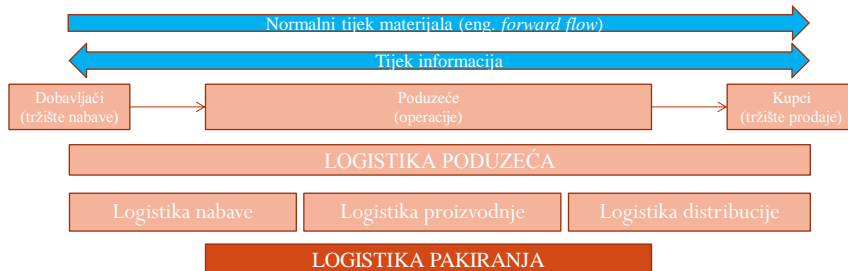 Normalni tijek materijala (eng. forward flow)
Tijek informacija
Dobavljači
(tržište nabave)
Poduzeće
(operacije)
Kupci
(tržište prodaje)
LOGISTIKA PODUZEĆA
Logistika nabave
Logistika proizvodnje
Logistika distribucije
LOGISTIKA PAKIRANJA